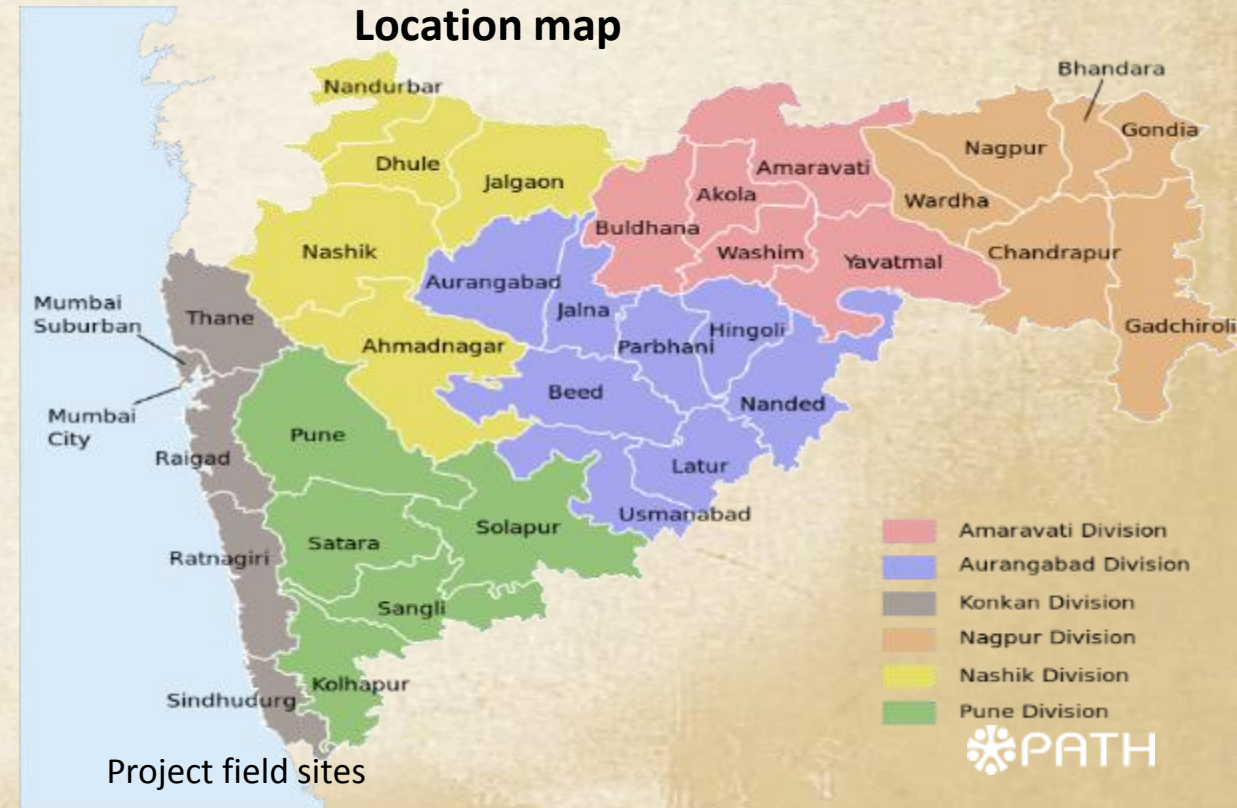 Location map
Nandurbar
Bhandara
Gondia
Nagpur
Dhule
Amaravati
Jalgaon
Akola
Wardha
Buldhana
Nashik
Washim
Yavatmal
Chandrapur
Aurangabad
Mumbai
Suburban
Thane
Jalna
Hingoli
Gadchiroli
Ahmadnagar
Parbhani
Beed
Nanded
Mumbai
City
Pune
Raigad
Latur
Usmanabad
Solapur
Satara
Ratnagiri
Sangli
Kolhapur
Sindhudurg
Amaravati Division
Aurangabad Division
Konkan Division
Nagpur Division
Nashik Division
Pune Division
PATH
Project field sites